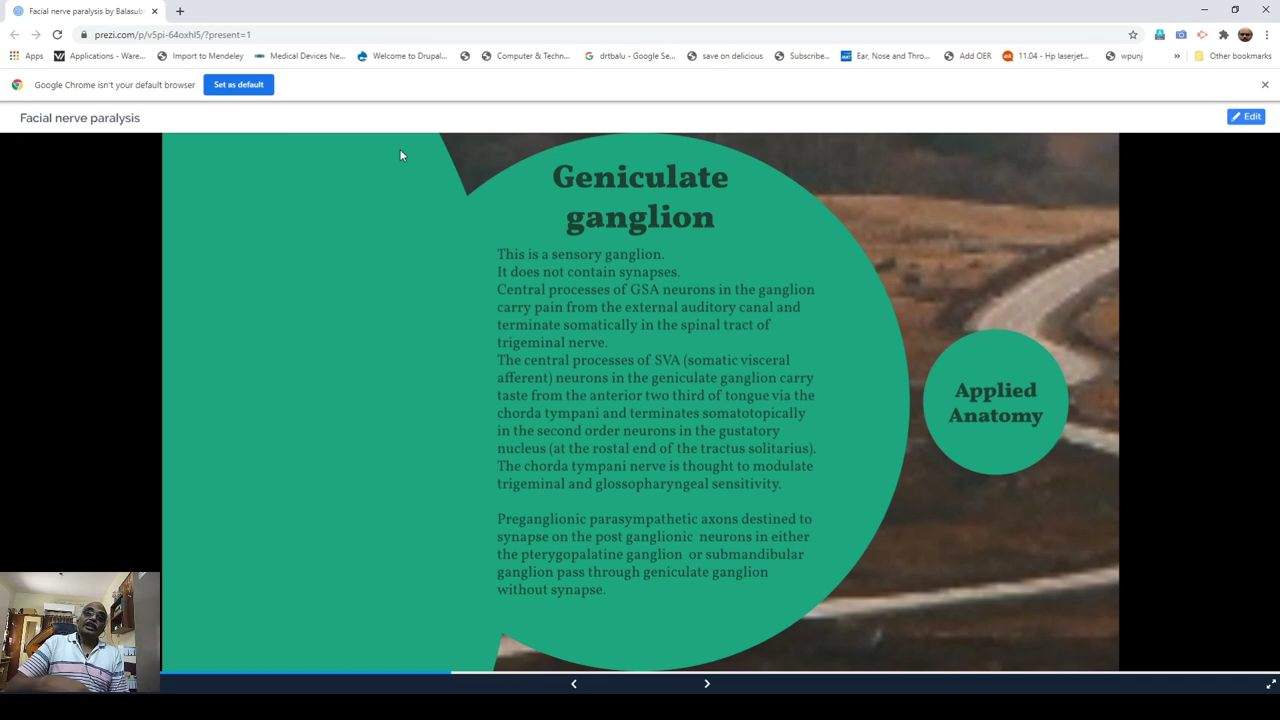 Facial nerve paralysis by Balasub
prezi.com/p/v5pi-64oxhl5/?present=1
Apps
Applications - Ware...
Import to Mendeley
Medical Devices Ne...
Welcome to Drupal...
Computer & Techn...
drtbalu - Google Se...
save on delicious
Subscribe...
Ear, Nose and Thro...
Add OER
11.04 - Hp laserjet...
wpunj
»
Other bookmarks
Google Chrome isn't your default browser
Set as default
Facial nerve paralysis
Edit
Geniculate
ganglion
This is a sensory ganglion.
It does not contain synapses.
Central processes of GSA neurons in the ganglion
carry pain from the external auditory canal and
terminate somatically in the spinal tract of
trigeminal nerve.
The central processes of SVA (somatic visceral
afferent) neurons in the geniculate ganglion carry
taste from the anterior two third of tongue via the
chorda tympani and terminates somatotopically
in the second order neurons in the gustatory
nucleus (at the rostal end of the tractus solitarius).
The chorda tympani nerve is thought to modulate
trigeminal and glossopharyngeal sensitivity.
Preganglionic parasympathetic axons destined to
synapse on the post ganglionic neurons in either
the pterygopalatine ganglion or submandibular
ganglion pass through geniculate ganglion
without synapse.
Applied
Anatomy